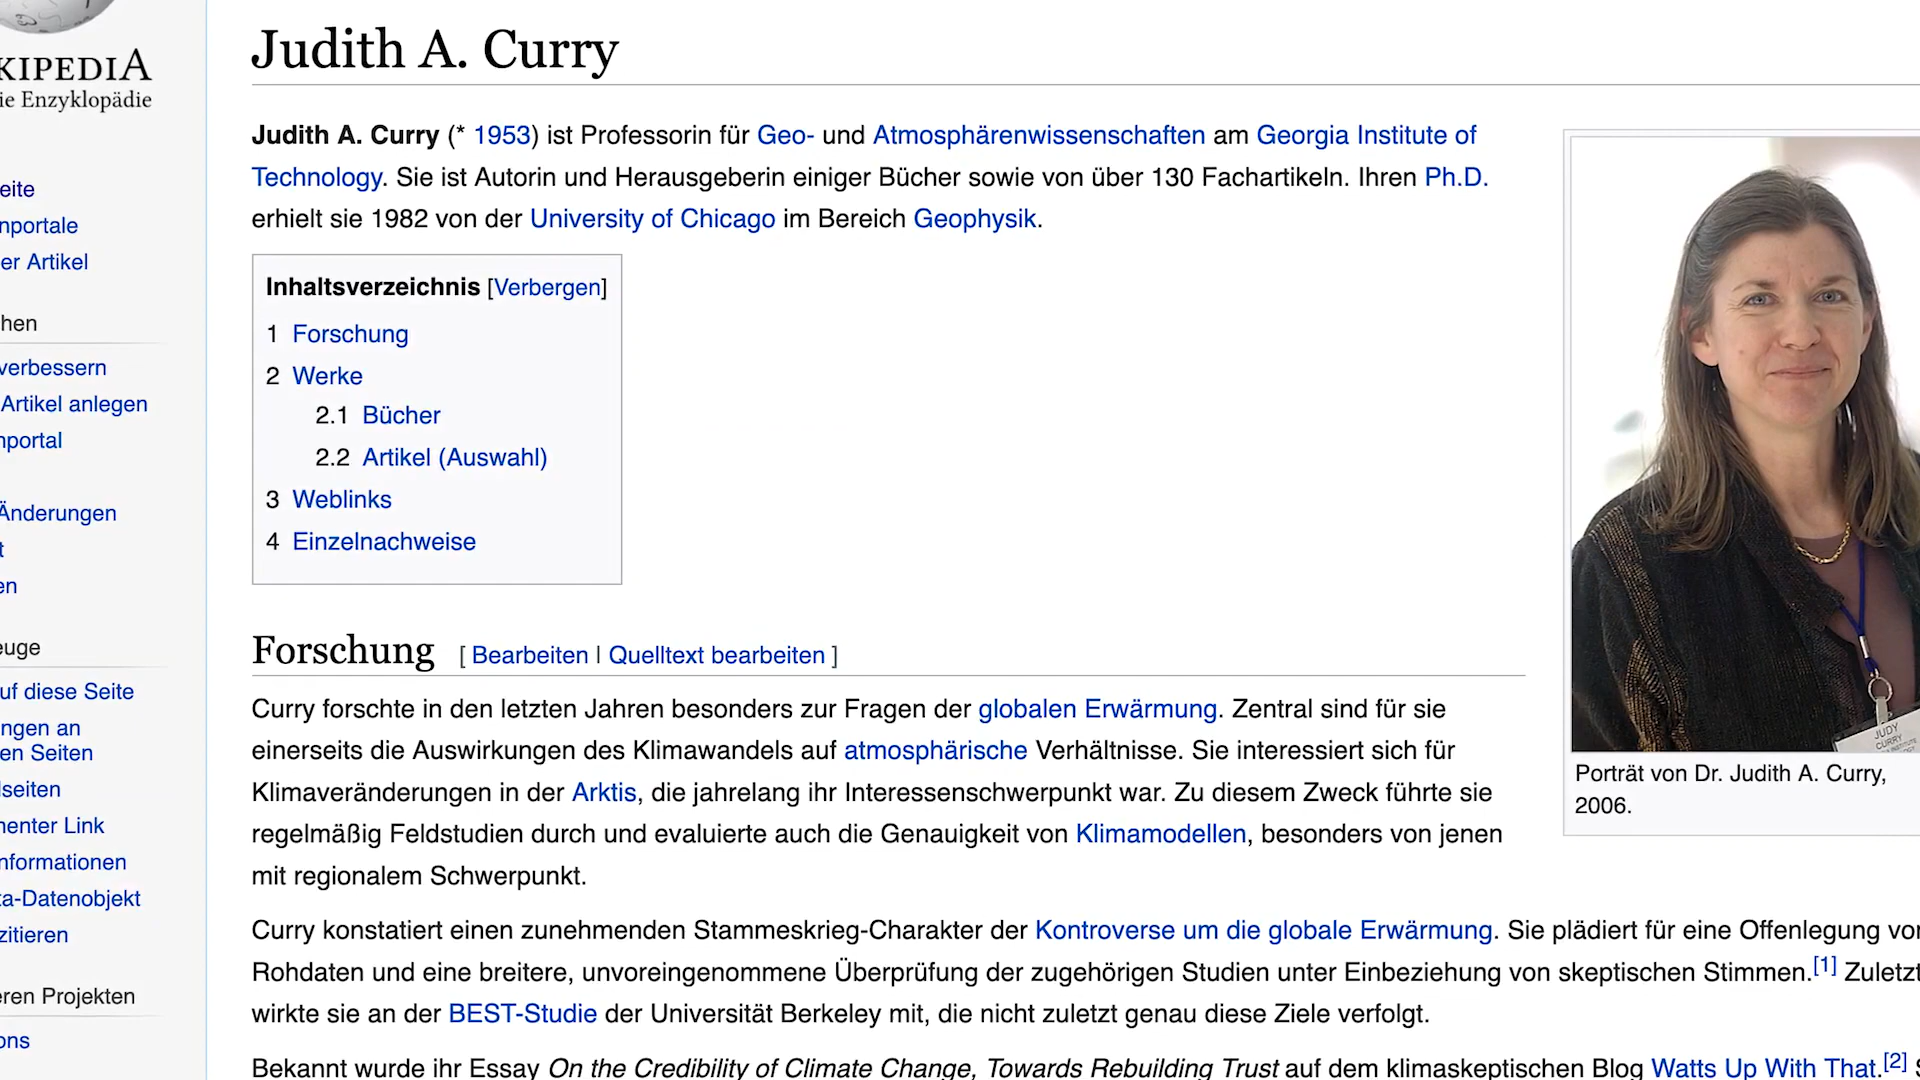 KIPEDIA
ie Enzyklopädie
eite
nportale
er Artikel
hen
verbessern
Artikel anlegen
nportal
Änderungen
t
en
euge
uf diese Seite
ngen an
en Seiten
lseiten
nenter Link
nformationen
ta-Datenobjekt
zitieren
eren Projekten
ons
Judith A. Curry
Judith A. Curry (* 1953) ist Professorin für Geo- und Atmosphärenwissenschaften am Georgia Institute of
Technology. Sie ist Autorin und Herausgeberin einiger Bücher sowie von über 130 Fachartikeln. Ihren Ph.D.
erhielt sie 1982 von der University of Chicago im Bereich Geophysik.
Inhaltsverzeichnis [Verbergen]
1 Forschung
2 Werke
2.1 Bücher
2.2 Artikel (Auswahl)
3 Weblinks
4 Einzelnachweise
JUDY
CURRY
Porträt von Dr. Judith A. Curry,
2006.
Forschung [ Bearbeiten | Quelltext bearbeiten ]
Curry forschte in den letzten Jahren besonders zur Fragen der globalen Erwärmung. Zentral sind für sie
einerseits die Auswirkungen des Klimawandels auf atmosphärische Verhältnisse. Sie interessiert sich für
Klimaveränderungen in der Arktis, die jahrelang ihr Interessenschwerpunkt war. Zu diesem Zweck führte sie
regelmäßig Feldstudien durch und evaluierte auch die Genauigkeit von Klimamodellen, besonders von jenen
mit regionalem Schwerpunkt.
Curry konstatiert einen zunehmenden Stammeskrieg-Charakter der Kontroverse um die globale Erwärmung. Sie plädiert für eine Offenlegung vor
Rohdaten und eine breitere, unvoreingenommene Überprüfung der zugehörigen Studien unter Einbeziehung von skeptischen Stimmen.[1] Zuletzt
wirkte sie an der BEST-Studie der Universität Berkeley mit, die nicht zuletzt genau diese Ziele verfolgt.
Bekannt wurde ihr Essay On the Credibility of Climate Change, Towards Rebuilding Trust auf dem klimaskeptischen Blog Watts Up With That.[2] S